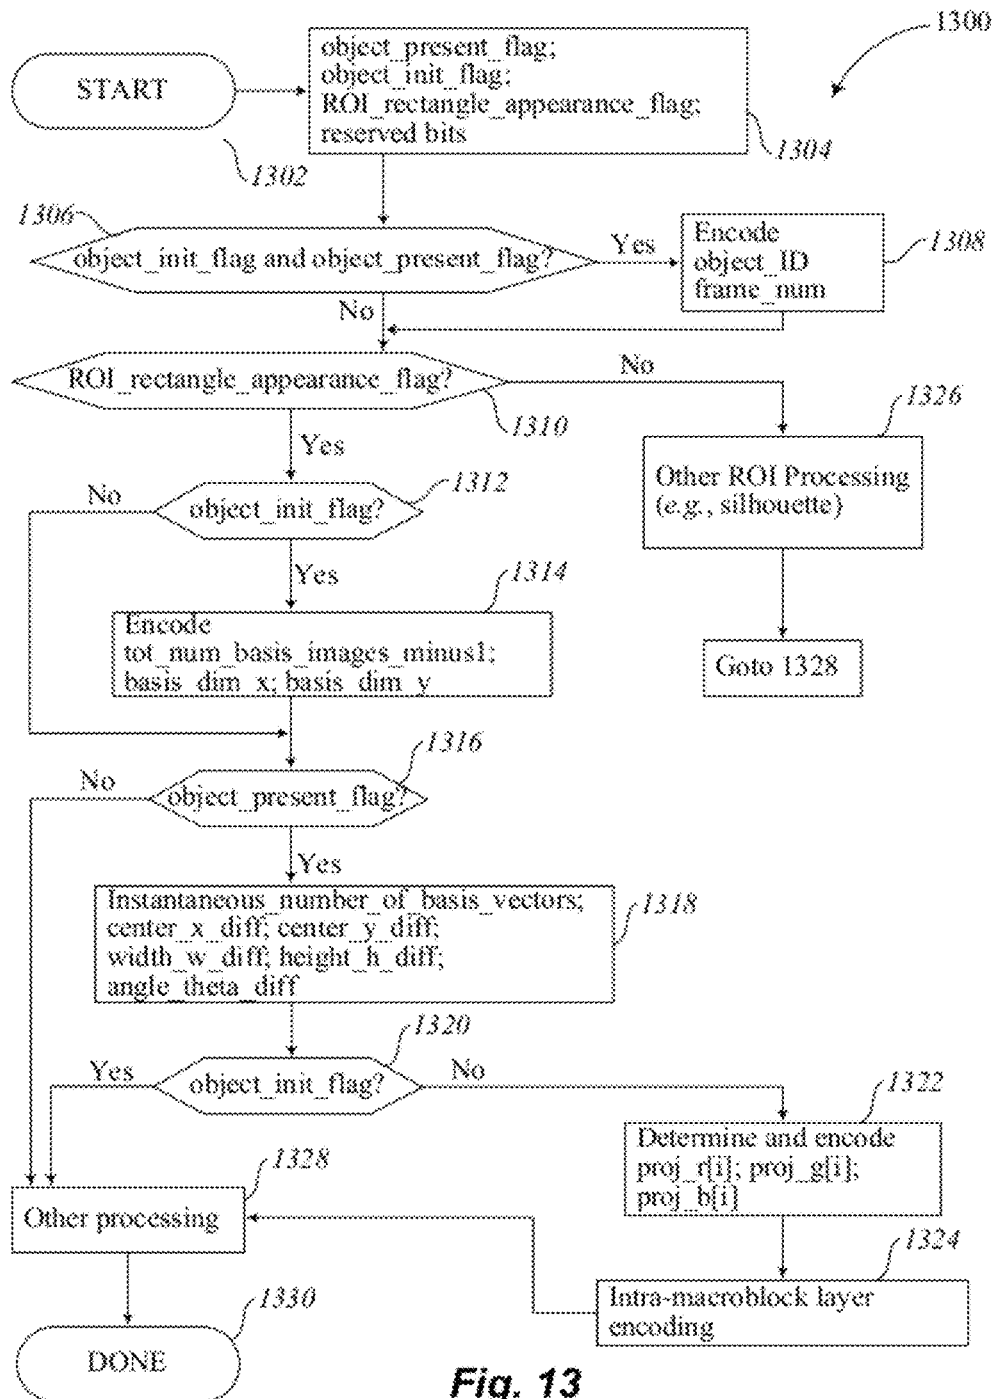 1300
START
object_present_flag;
object_init_flag;
ROI_rectangle_appearance_flag;
reserved bits
1302
1304
1306
object_init_flag and object_present_flag?
Yes
Encode
object_ID
frame_num
1308
No
ROI_rectangle_appearance_flag?
No
1310
1326
Yes
Other ROI Processing
(e.g., silhouette)
No
object_init_flag?
1312
Yes
1314
Encode
tot_num_basis_images_minus1;
basis_dim_x; basis_dim_y
Goto 1328
1316
No
object_present_flag?
Yes
Instantaneous_number_of_basis_vectors;
center_x_diff; center_y_diff;
width_w_diff; height_h_diff;
angle_theta_diff
1318
1320
Yes
object_init_flag?
No
1322
Determine and encode
proj_r[i]; proj_g[i];
proj_b[i]
1328
Other processing
1324
Intra-macroblock layer
encoding
1330
DONE
Fig. 13